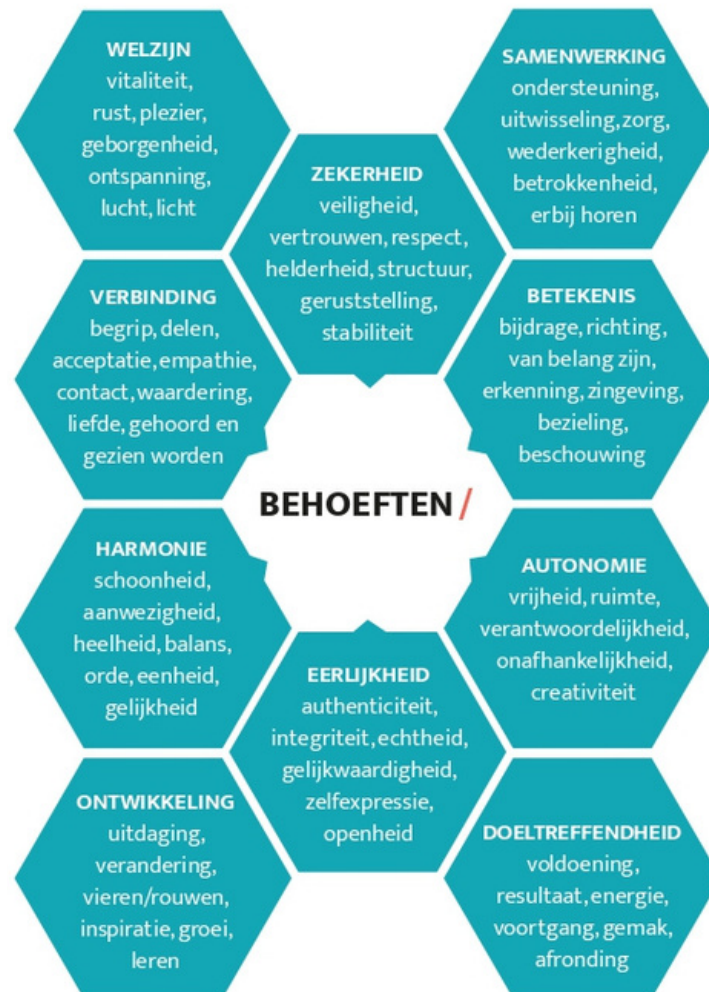 WELZIJN
vitaliteit,
rust, plezier,
geborgenheid,
ontspanning,
lucht, licht
SAMENWERKING
ondersteuning,
uitwisseling, zorg,
wederkerigheid,
betrokkenheid,
erbij horen
ZEKERHEID
veiligheid,
vertrouwen, respect,
helderheid, structuur,
geruststelling,
stabiliteit
VERBINDING
begrip, delen,
acceptatie, empathie,
contact, waardering,
liefde, gehoord en
gezien worden
BETEKENIS
bijdrage, richting,
van belang zijn,
erkenning, zingeving,
bezieling,
beschouwing
BEHOEFTEN /
HARMONIE
schoonheid,
aanwezigheid,
heelheid, balans,
orde, eenheid,
gelijkheid
AUTONOMIE
vrijheid, ruimte,
verantwoordelijkheid,
onafhankelijkheid,
creativiteit
EERLIJKHEID
authenticiteit,
integriteit, echtheid,
gelijkwaardigheid,
zelfexpressie,
openheid
ONTWIKKELING
uitdaging,
verandering,
vieren/rouwen,
inspiratie, groei,
leren
DOELTREFFENDHEID
voldoening,
resultaat, energie,
voortgang, gemak,
afronding